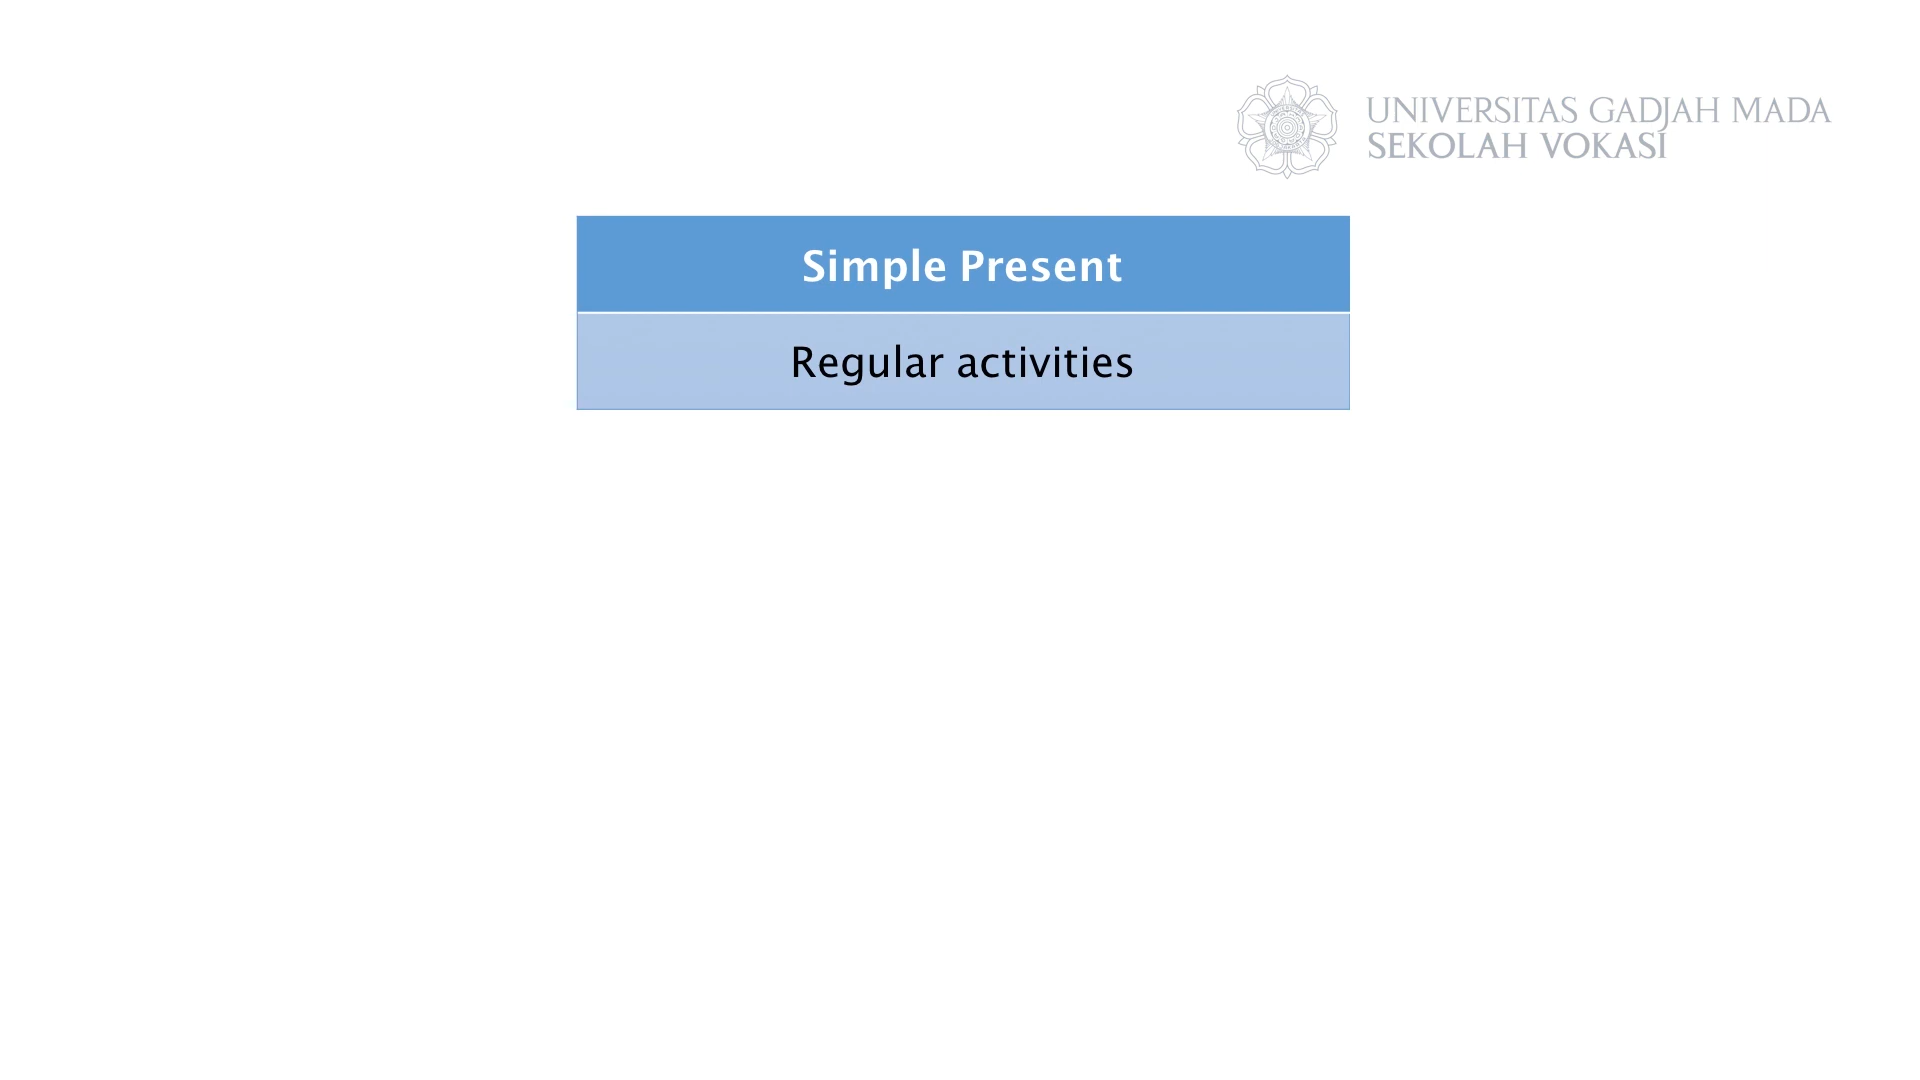 UNIVERSITAS GADJAH MADA
SEKOLAH VOKASI
Simple Present
Regular activities